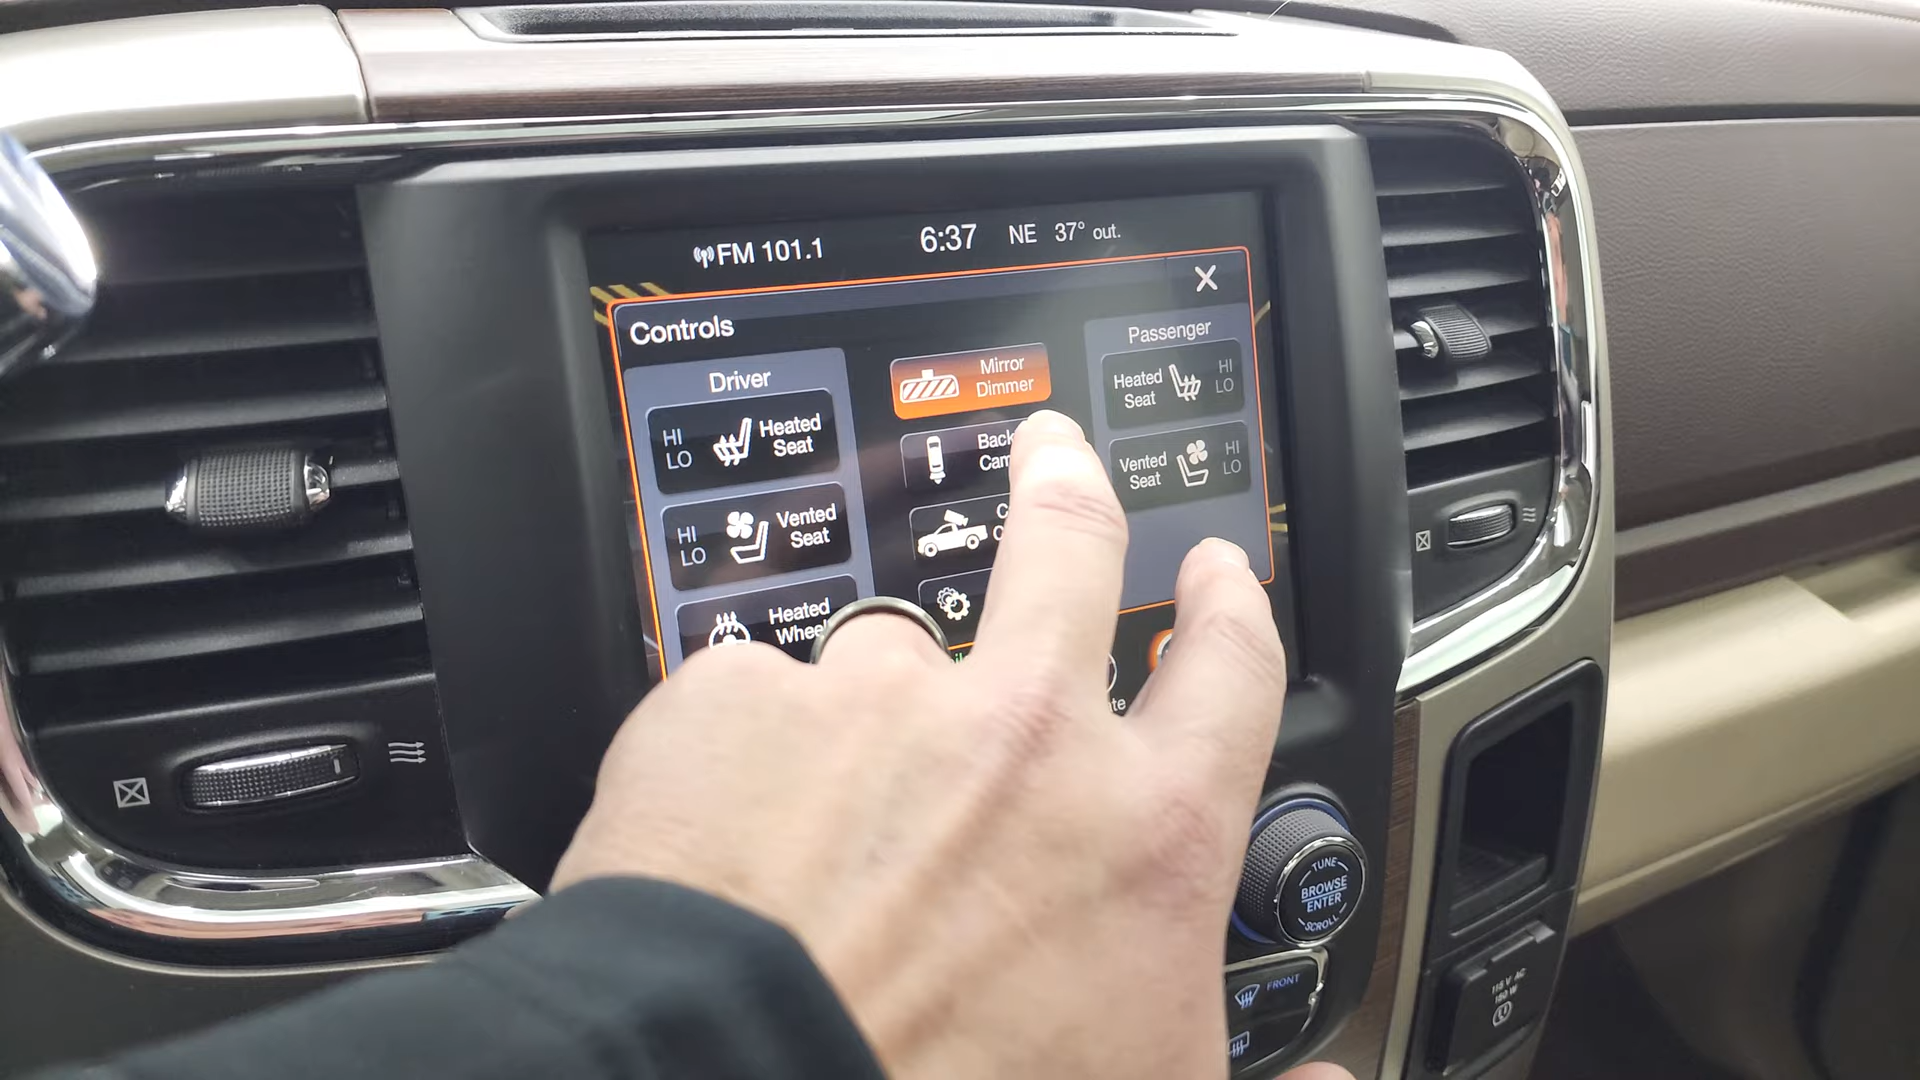 FM 101.1
6:37
NE
37° out.
X
Controls
Driver
HI
LO
Heated
Seat
HI
LO
Vented
Seat
Heated
Wheel
Mirror
Dimmer
Passenger
Heated
Seat
HI
LO
Vented
Seat
HI
LO
TUNE
BROWSE
ENTER
SCROLL
FRONT
115 V AC
150 W